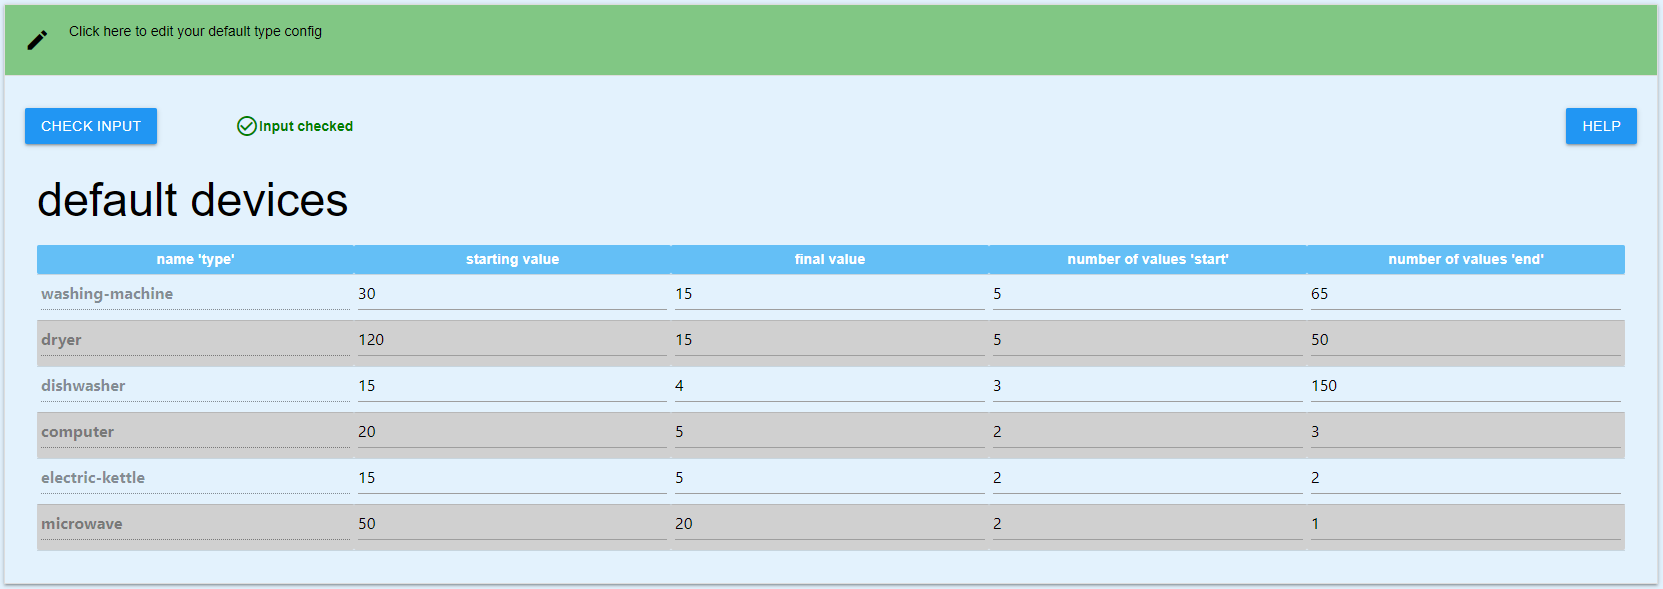 Click here to edit your default type config
CHECK INPUT Input checked HELP
default devices
name 'type' starting value final value number of values 'start' number of values 'end'
washing-machine 30 15 5 65
dryer 120 15 5 50
dishwasher 15 4 3 150
computer 20 5 2 3
electric-kettle 15 5 2 2
microwave 50 20 2 1